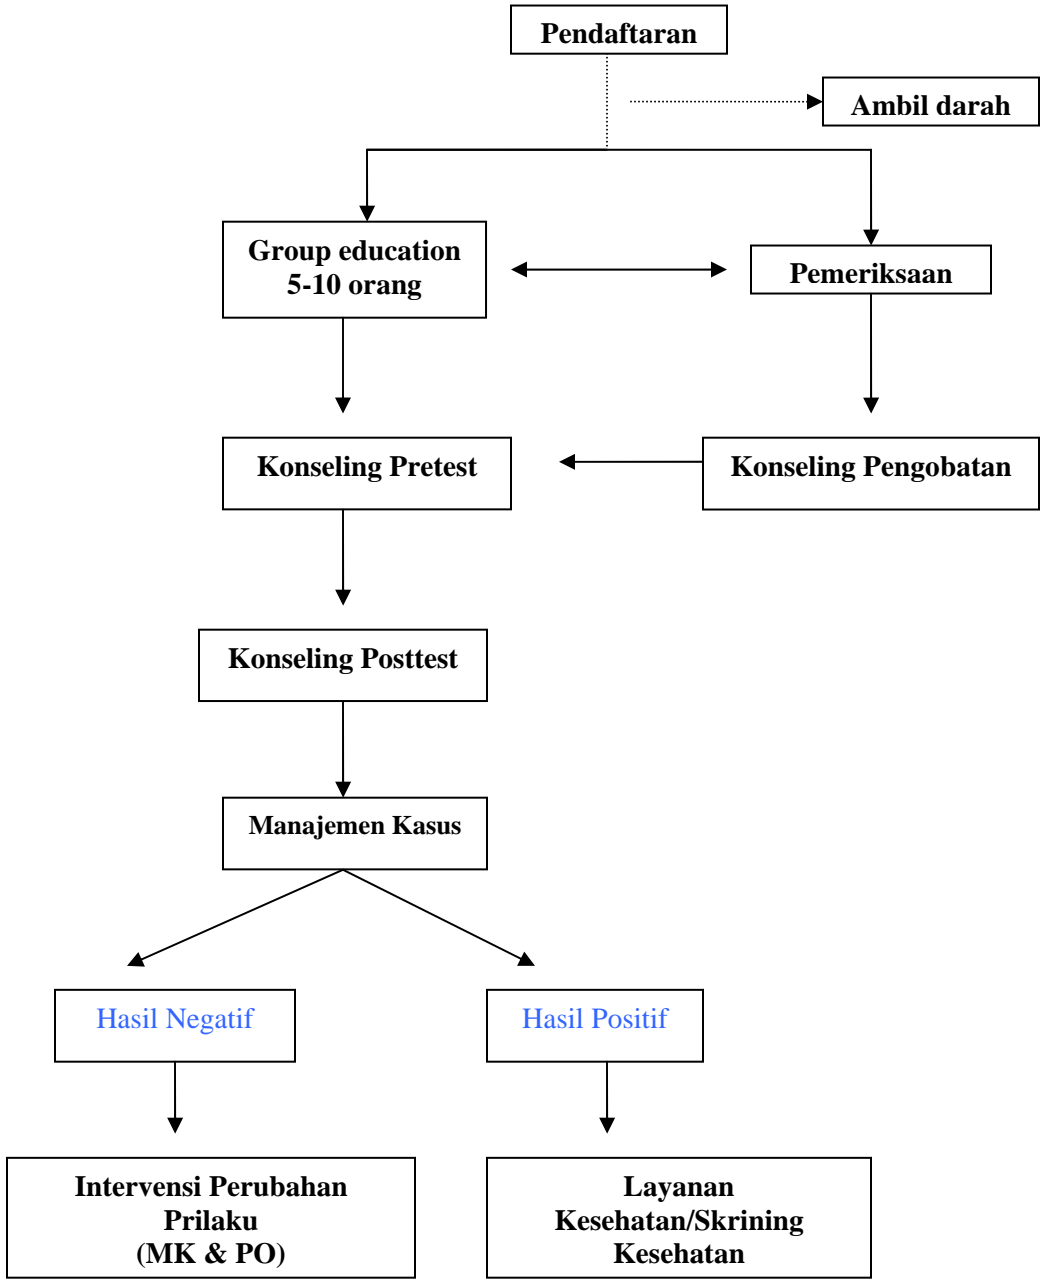 Pendaftaran
Ambil darah
Group education
5-10 orang
Pemeriksaan
Konseling Pretest
Konseling Pengobatan
Konseling Posttest
Manajemen Kasus
Hasil Negatif
Hasil Positif
Intervensi Perubahan
Prilaku
(MK & PO)
Layanan
Kesehatan/Skrining
Kesehatan